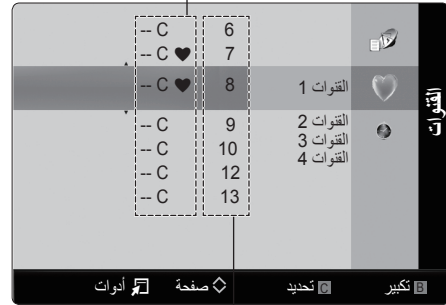 القنوات
6 C --
7 ♥ C --
القنوات 1 8 ♥ C --
القنوات 2 9 C --
القنوات 3 10 C --
القنوات 4 12 C --
13 C --
B تكبير C تحديد صفحة أدوات